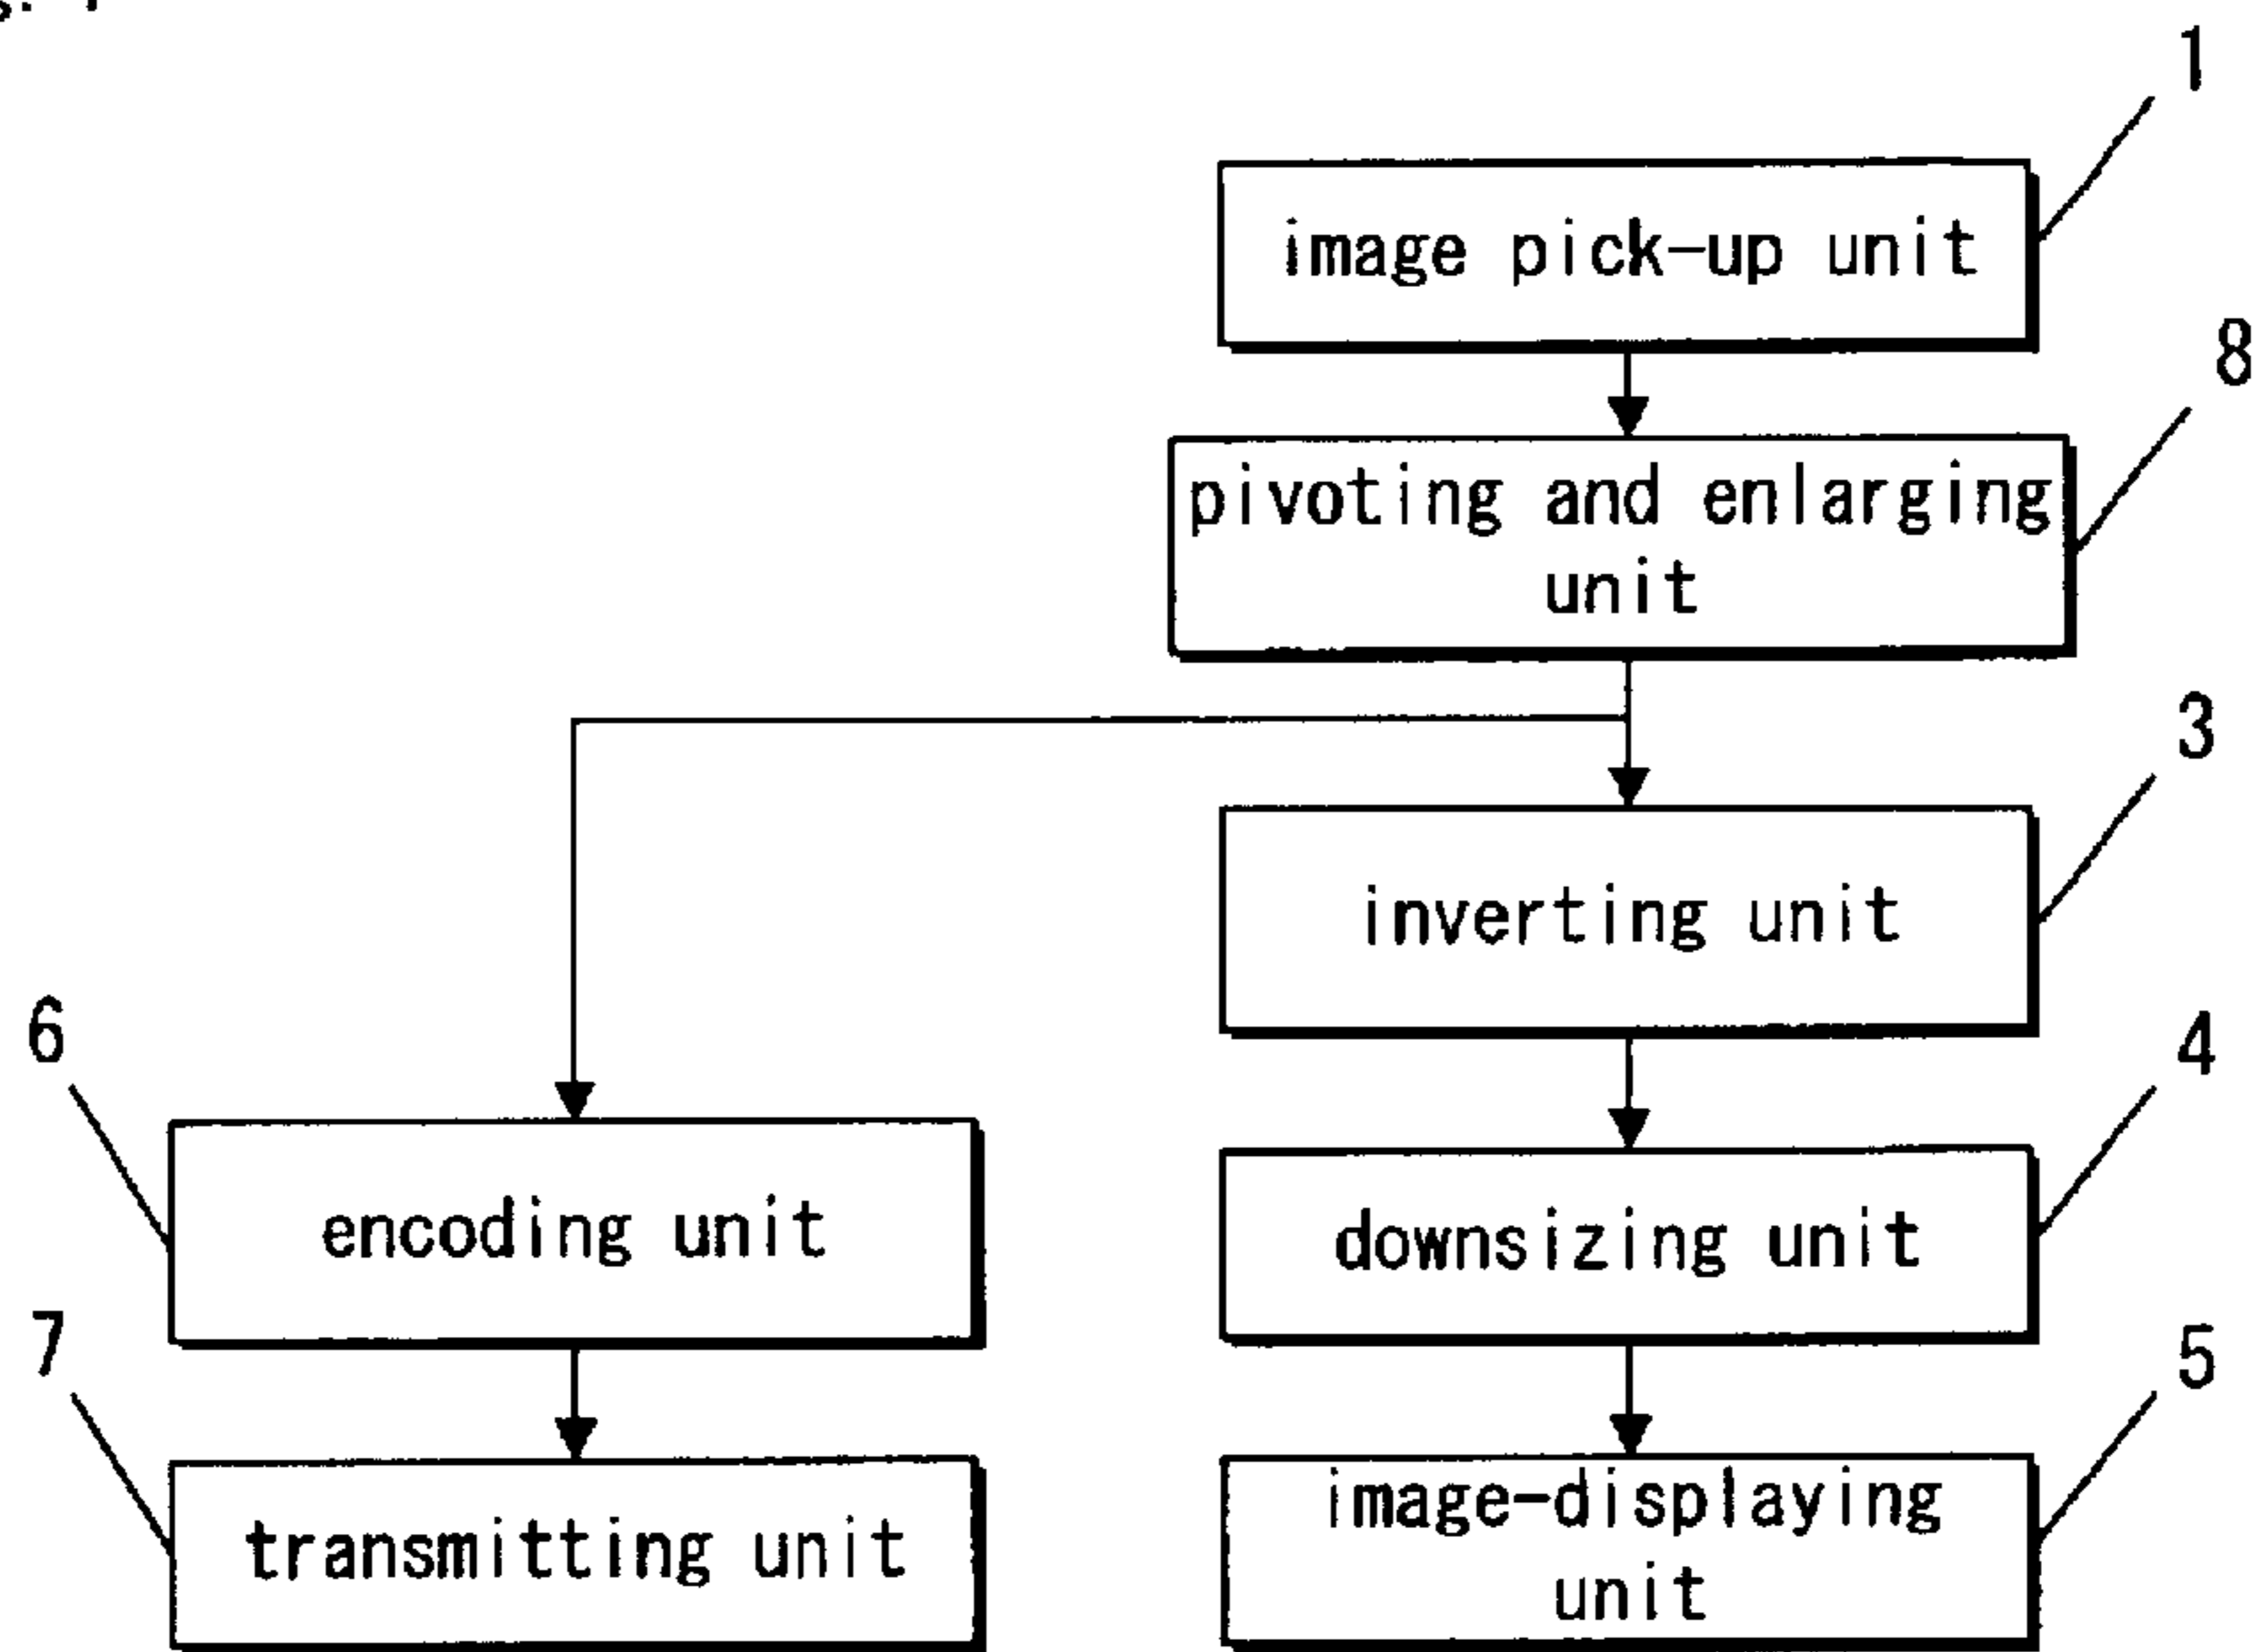 1
image pick-up unit
8
pivoting and enlarging
unit
3
inverting unit
6
4
encoding unit
downsizing unit
7
5
transmitting unit
image-displaying
unit